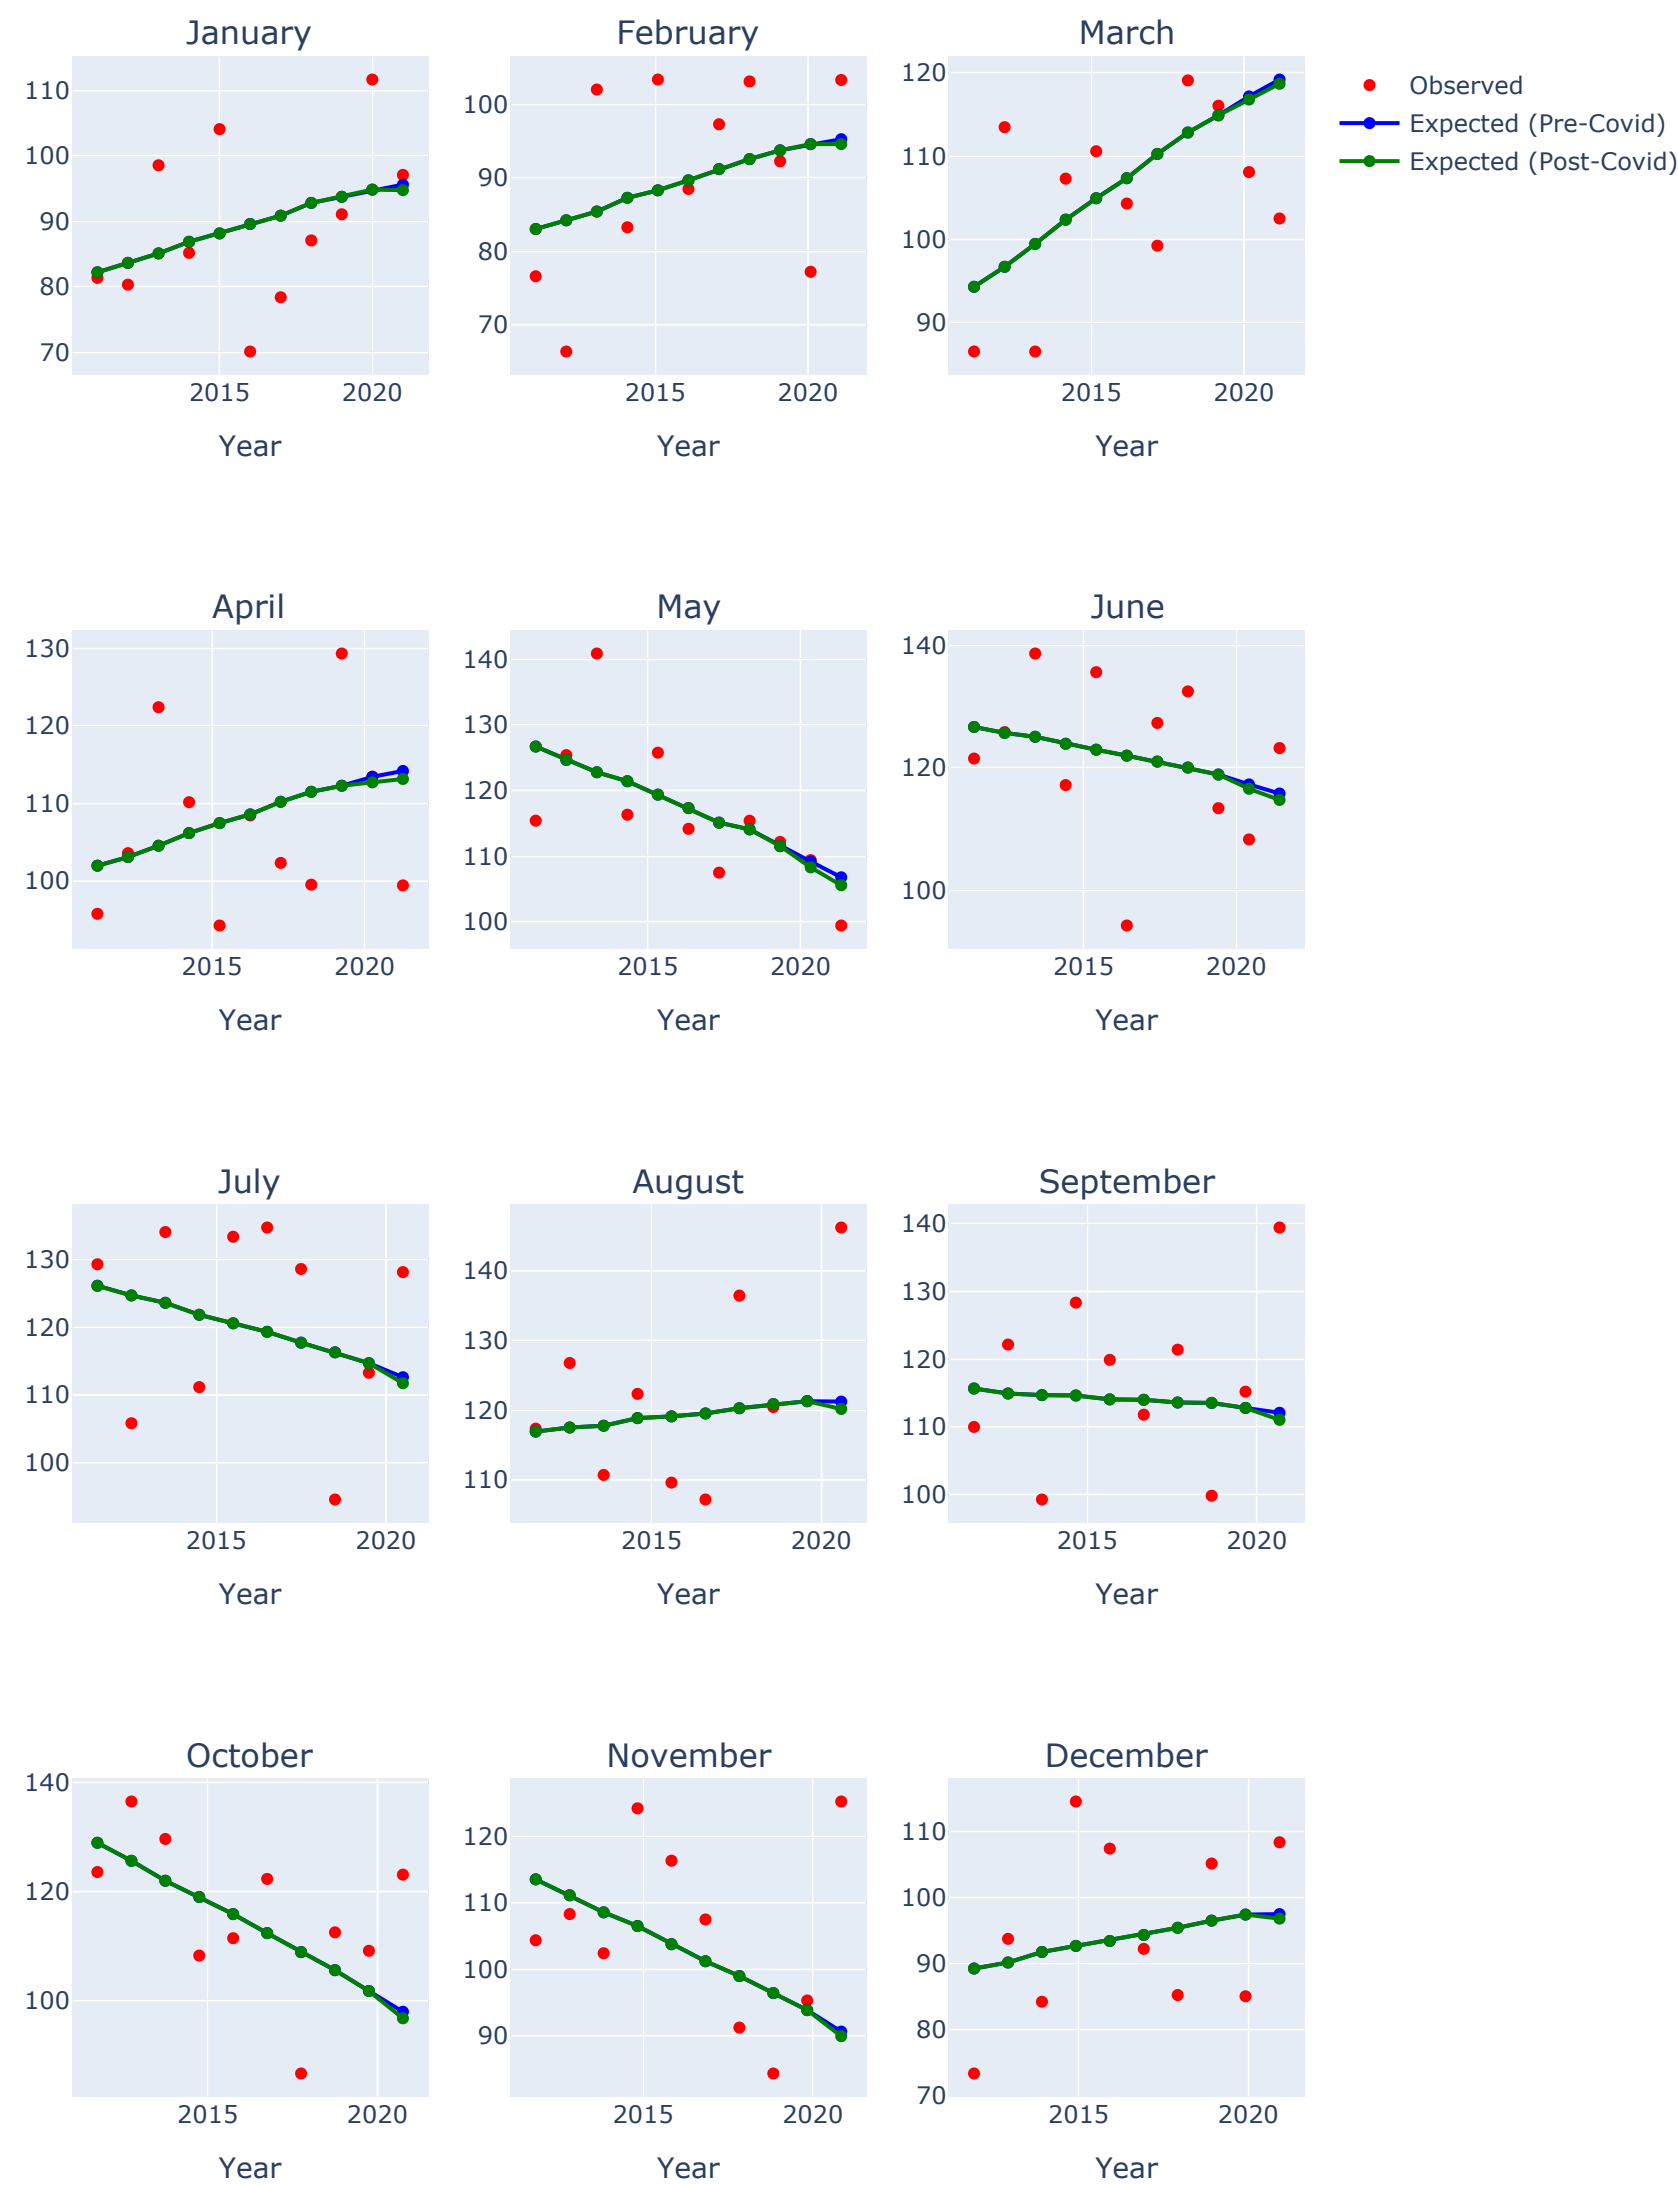 January
February
March
110
100
90
80
70
2015
2020
Year
100
90
80
70
2015
2020
Year
120
110
100
90
2015
2020
Year
Observed
Expected (Pre-Covid)
Expected (Post-Covid)
April
May
June
130
120
110
100
2015
2020
Year
140
130
120
110
100
2015
2020
Year
140
120
100
2015
2020
Year
July
August
September
130
120
110
100
2015
2020
Year
140
130
120
110
2015
2020
Year
140
130
120
110
100
2015
2020
Year
October
November
December
140
120
100
2015
2020
Year
120
110
100
90
2015
2020
Year
110
100
90
80
70
2015
2020
Year